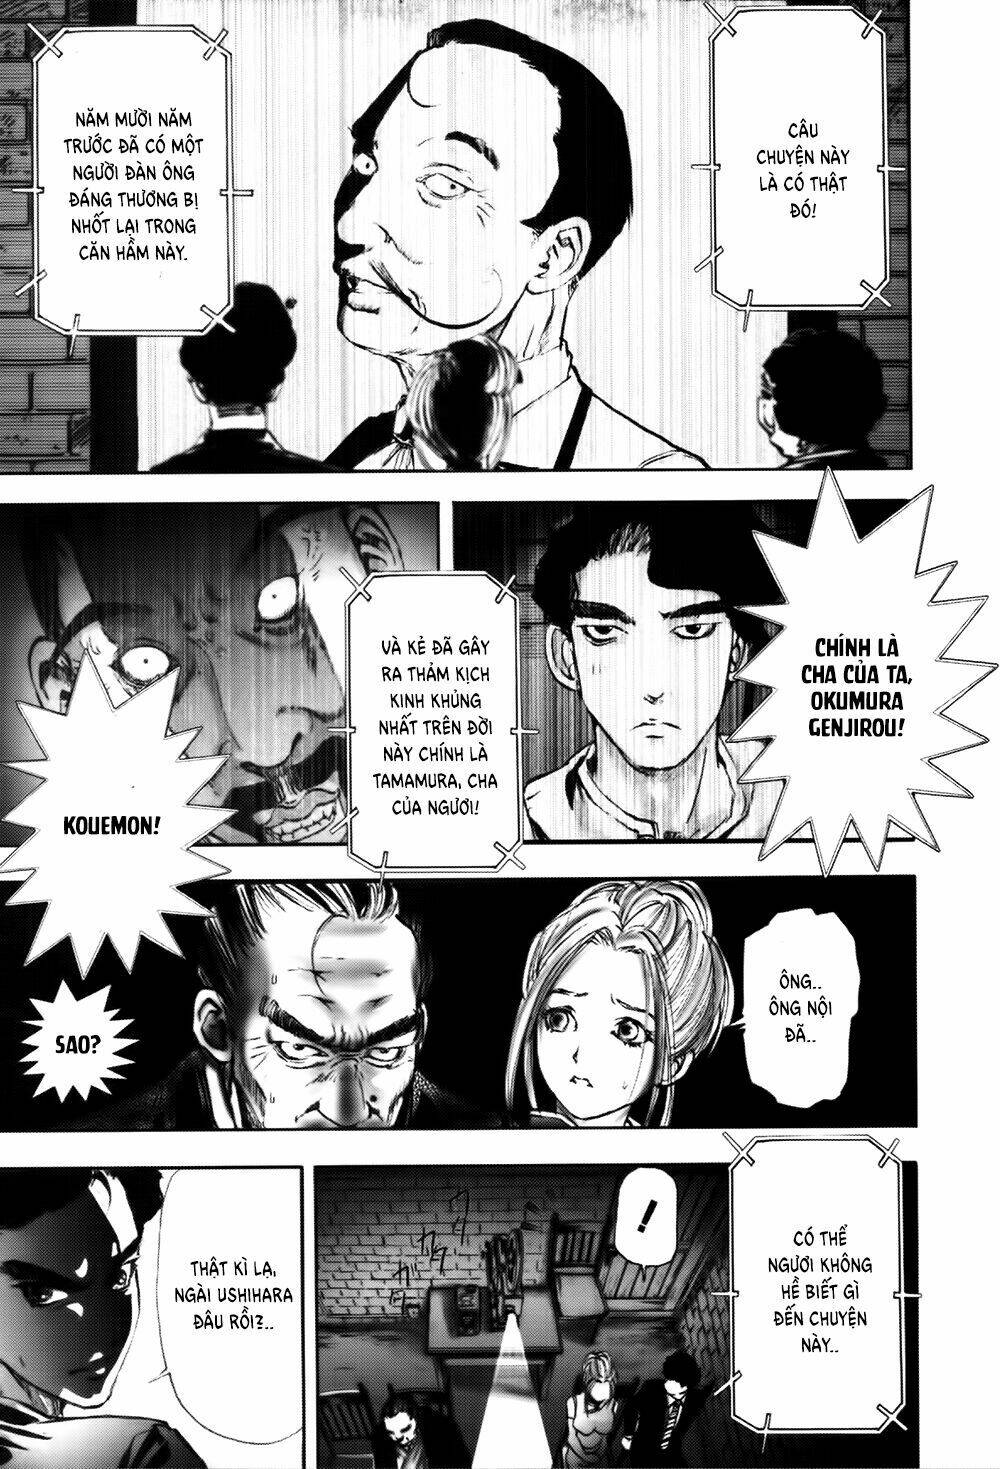 CÂU
CHUYỆN NÀY
LÀ CÓ THẬT
ĐÓ!
NĂM MƯỜI NĂM
TRƯỚC ĐÃ CÓ MỘT
NGƯỜI ĐÀN ÔNG
ĐÁNG THƯƠNG BỊ
NHỐT LẠI TRONG
CĂN HẦM NÀY.
CHÍNH LÀ
CHA CỦA TA,
OKUMURA
GENJIROU!
VÀ KẺ ĐÃ GÂY
RA THẢM KỊCH
KINH KHỦNG
NHẤT TRÊN ĐỜI
NÀY CHÍNH LÀ
TAMAMURA, CHA
CỦA NGƯƠI!
KOUEMON!
ÔNG..
ÔNG NỘI
ĐÃ..
SAO?
CÓ THỂ
NGƯƠI KHÔNG
HỀ BIẾT GÌ
ĐẾN CHUYỆN
NÀY..
!
THẬT KÌ LẠ,
NGÀI USHIHARA
ĐÂU RỒI?..